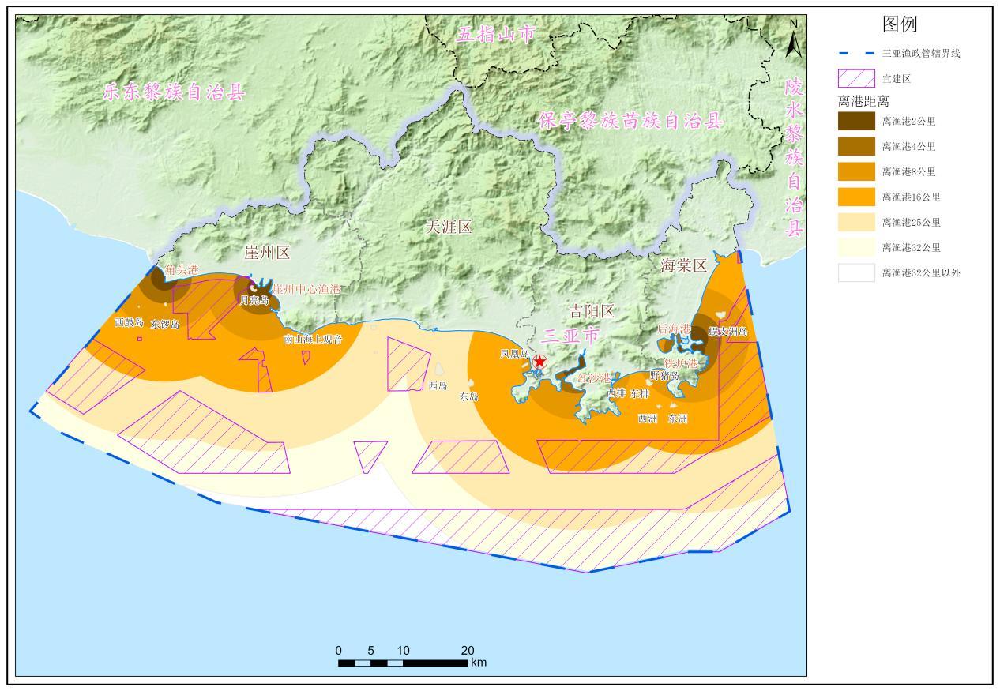 五指山市
N
乐东黎族自治县
保亭黎族苗族自治县
陵水黎族自治县
天涯区
崖州区
海棠区
吉阳区
三亚市
角头港
崖州中心渔港
月亮岛
西鼓岛
东锣岛
南山海上观音
后海港
蜈支洲岛
凤凰岛
铁炉港
红沙港
野猪岛
西岛
东岛
西排
东排
西洲
东洲
0 5 10 20
km
图例
三亚渔政管辖界线
宜建区
离港距离
离渔港2公里
离渔港4公里
离渔港8公里
离渔港16公里
离渔港25公里
离渔港32公里
离渔港32公里以外